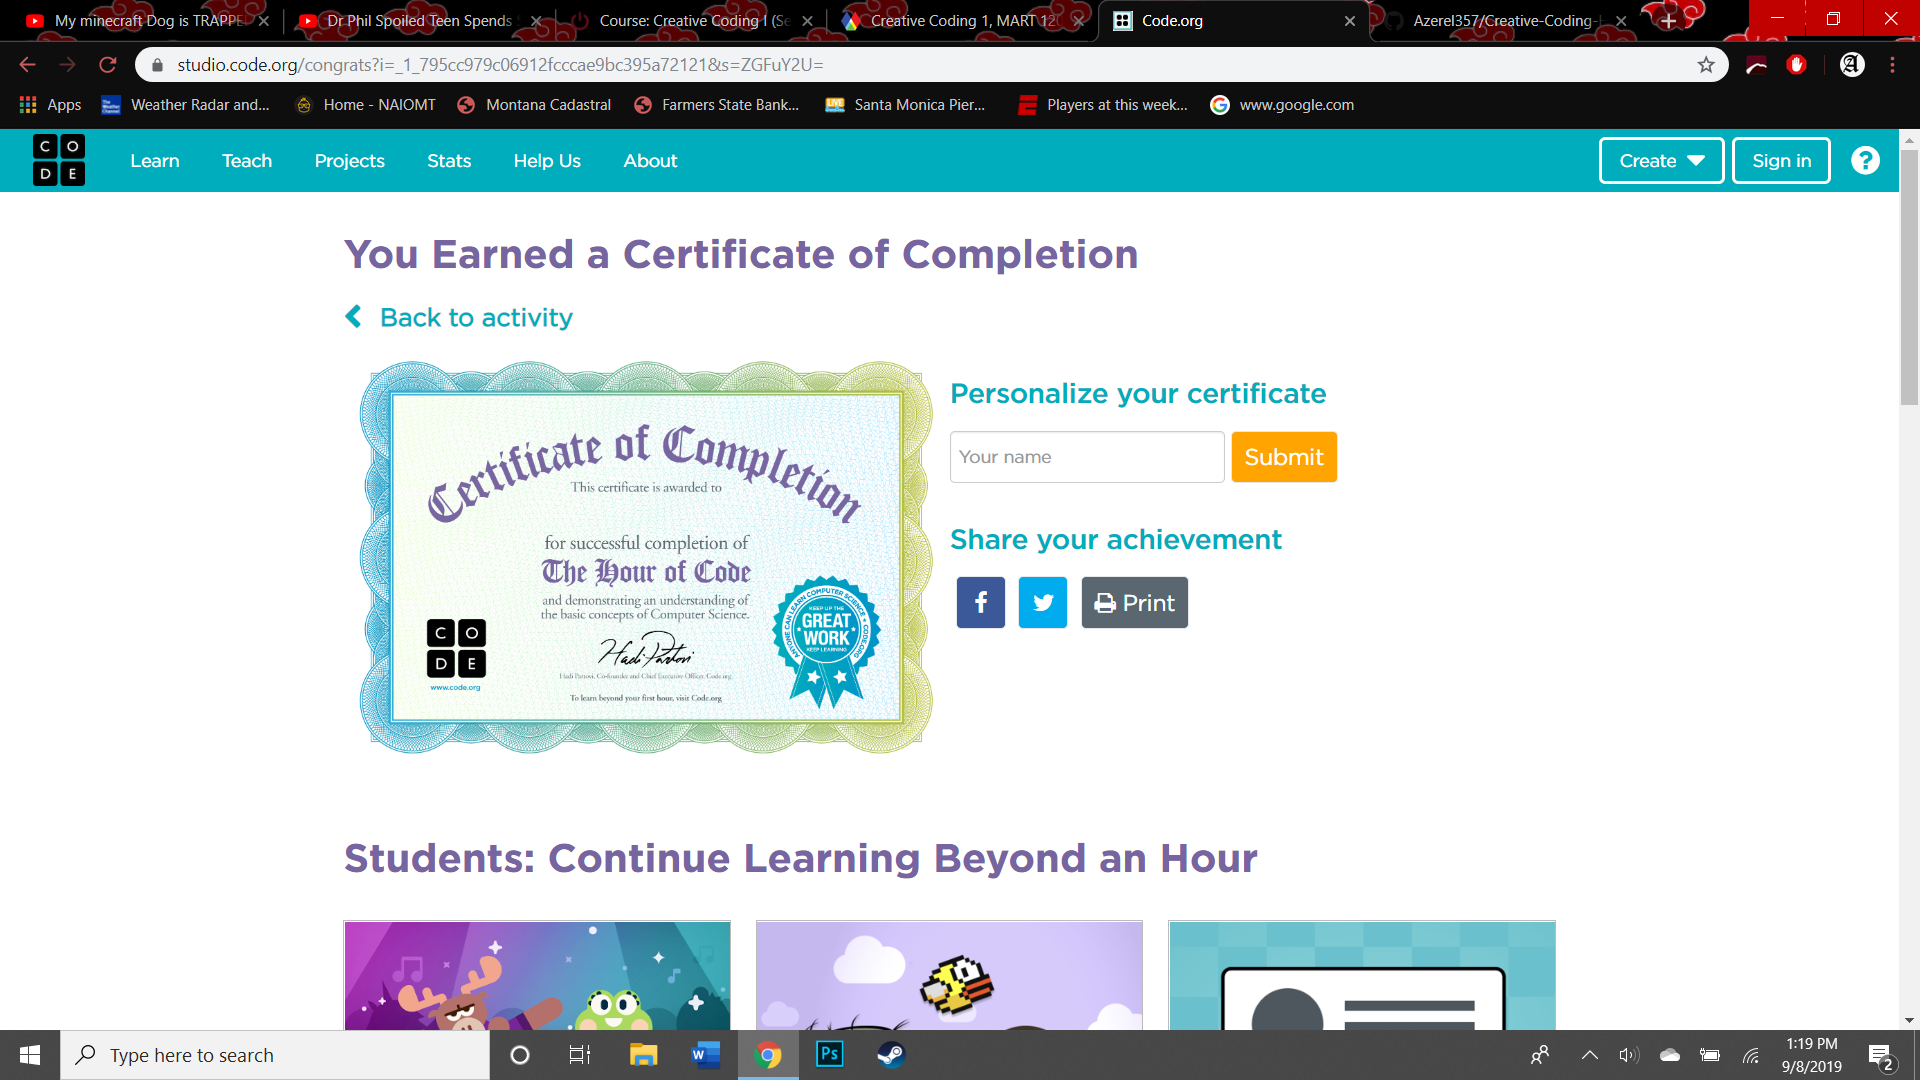 My minecraft Dog is TRAPPE
Dr Phil Spoiled Teen Spends
Course: Creative Coding I (Se
Creative Coding 1, MART 120
Code.org
Azerel357/Creative-Coding-
studio.code.org/congrats?i=_1_795cc979c06912fcccae9bc395a72121&s=ZGFuY2U=
Apps
Weather Radar and...
Home - NAIOMT
Montana Cadastral
Farmers State Bank...
LIVE
Santa Monica Pier...
Players at this week...
www.google.com
C O
D E
Learn
Teach
Projects
Stats
Help Us
About
Create
Sign in
?
You Earned a Certificate of Completion
Back to activity
Certificate of Completion
This certificate is awarded to
for successful completion of
The Hour of Code
and demonstrating an understanding of
the basic concepts of Computer Science.
Hadi Partovi
Hadi Partovi, Co-founder and Chief Executive Officer, Code.org
To learn beyond your first hour, visit Code.org
C O
D E
www.code.org
ANYONE CAN LEARN COMPUTER SCIENCE • CODE.ORG
KEEP UP THE
GREAT
WORK
KEEP LEARNING
Personalize your certificate
Your name
Submit
Share your achievement
Print
Students: Continue Learning Beyond an Hour
Type here to search
W
Ps
1:19 PM
9/8/2019
2